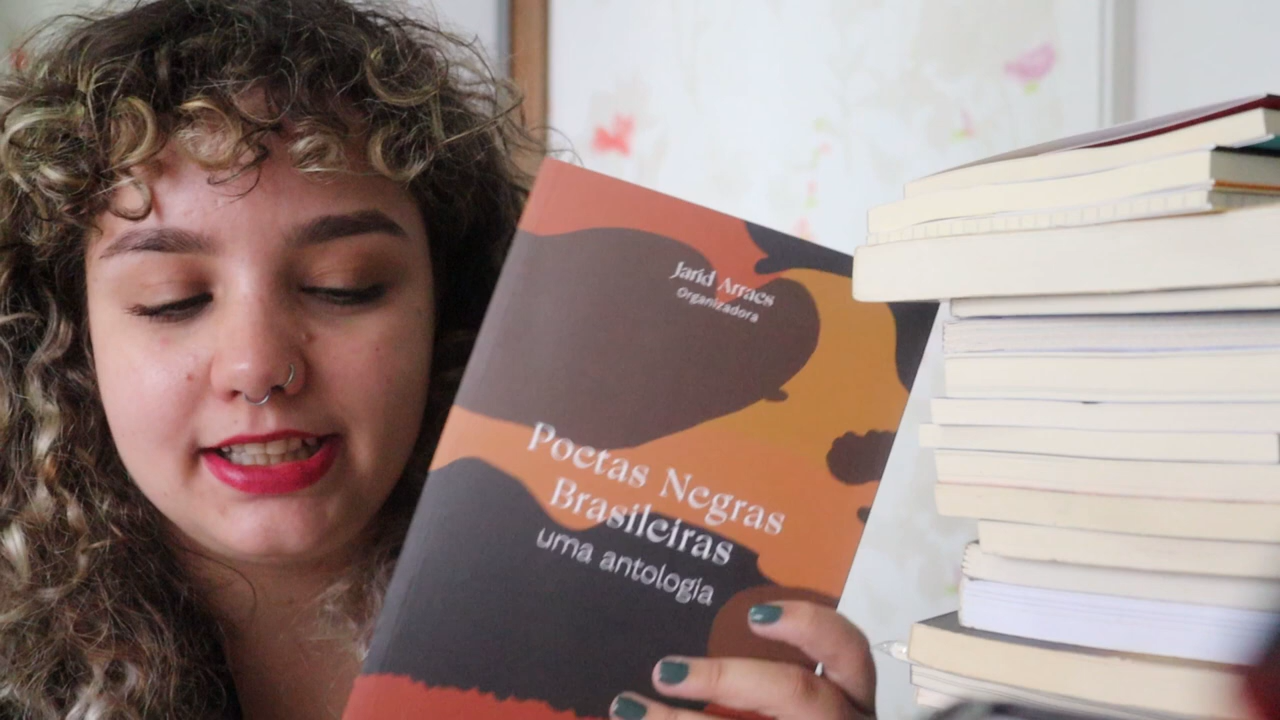 Jarid Arraes
Organizadora
Poetas Negras
Brasileiras
uma antologia